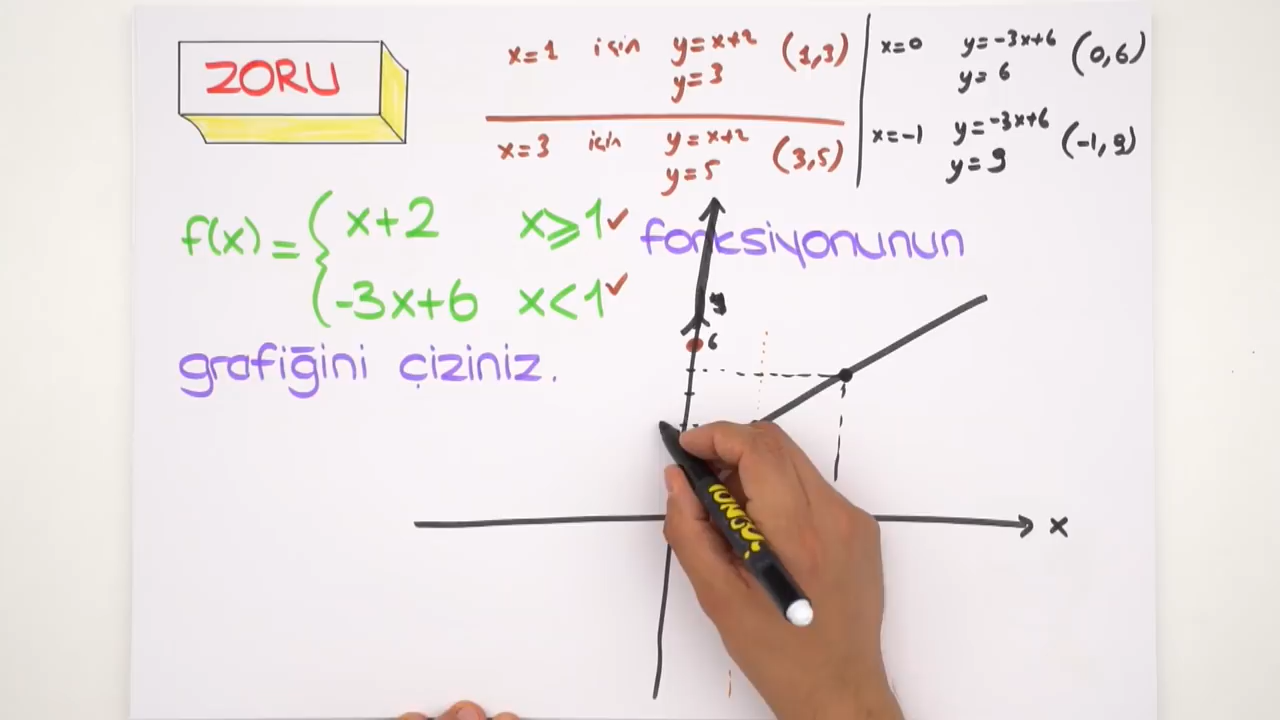 ZORU
x=1 için y=x+2 (1,3)
y=3
x=3 için y=x+2 (3,5)
y=5
x=0 y=-3x+6 (0,6)
y=6
x=-1 y=-3x+6 (-1,9)
y=9
f(x)= { x+2 x⩾1 ✓
-3x+6 x<1 ✓
fonksiyonunun
grafiğini çiziniz.
9
6
x